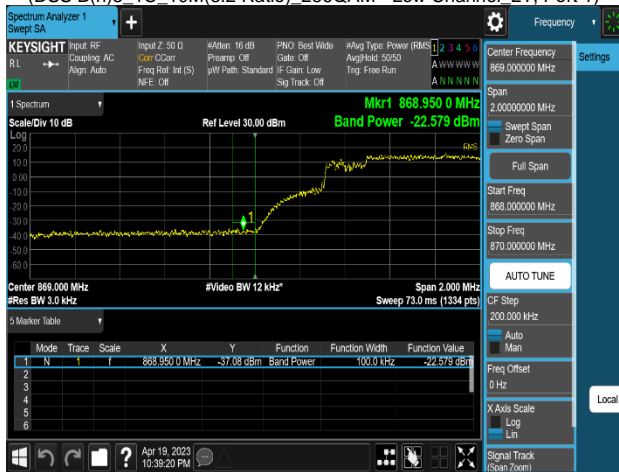 Spectrum Analyzer 1
Swept SA
+
Frequency
KEYSIGHT
RL
Input: RF
Coupling: AC
Align: Auto
Input Z: 50 Ω
Corr CCorr
Freq Ref: Int (S)
NFE: Off
#Atten: 16 dB
Preamp: Off
µW Path: Standard
PNO: Best Wide
Gate: Off
IF Gain: Low
Sig Track: Off
#Avg Type: Power (RMS
Avg|Hold: 50/50
Trig: Free Run
1 2 3 4 5 6
A W W W W W
A N N N N N
1 Spectrum
Scale/Div 10 dB
Ref Level 30.00 dBm
Mkr1 868.950 0 MHz
Band Power -22.579 dBm
Log
20.0
10.0
0.00
-10.0
-20.0
-30.0
-40.0
-50.0
-60.0
RMS
1
Center 869.000 MHz
#Video BW 12 kHz*
Span 2.000 MHz
#Res BW 3.0 kHz
Sweep 73.0 ms (1334 pts)
5 Marker Table
Mode Trace Scale X Y Function Function Width Function Value
1 N 1 f 868.950 0 MHz -37.08 dBm Band Power 100.0 kHz -22.579 dBm
2
3
4
5
6
Apr 19, 2023
10:39:20 PM
Center Frequency
869.000000 MHz
Settings
Span
2.00000000 MHz
Swept Span
Zero Span
Full Span
Start Freq
868.000000 MHz
Stop Freq
870.000000 MHz
AUTO TUNE
CF Step
200.000 kHz
Auto
Man
Freq Offset
0 Hz
X Axis Scale
Log
Lin
Local
Signal Track
(Span Zoom)